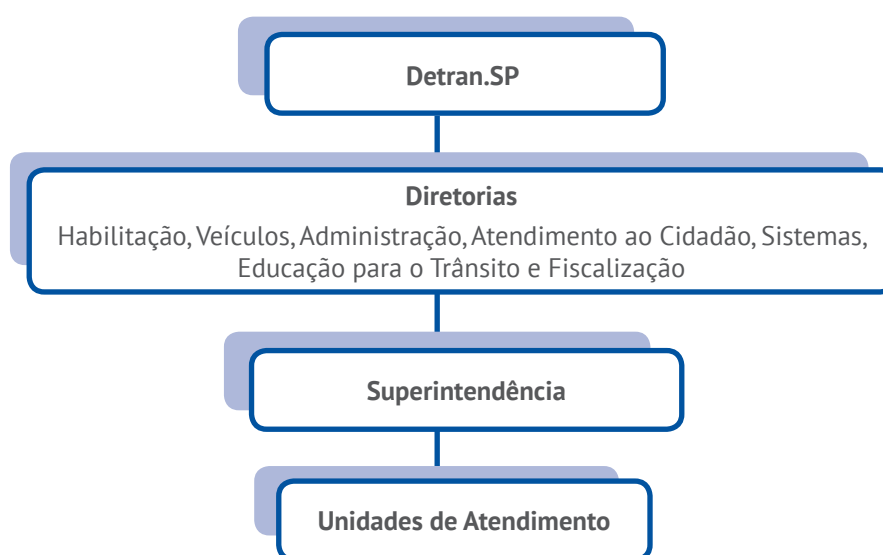 Detran.SP
Diretorias
Habilitação, Veículos, Administração, Atendimento ao Cidadão, Sistemas,
Educação para o Trânsito e Fiscalização
Superintendência
Unidades de Atendimento